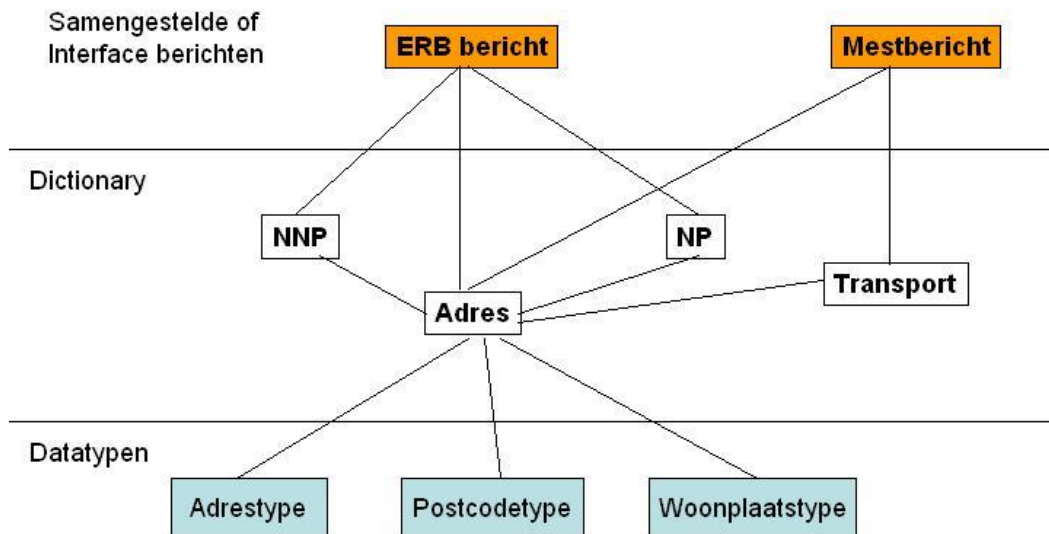 Samengestelde of
Interface berichten
ERB bericht
Mestbericht
Dictionary
NNP
NP
Transport
Adres
Datatypen
Adrestype
Postcodetype
Woonplaatstype